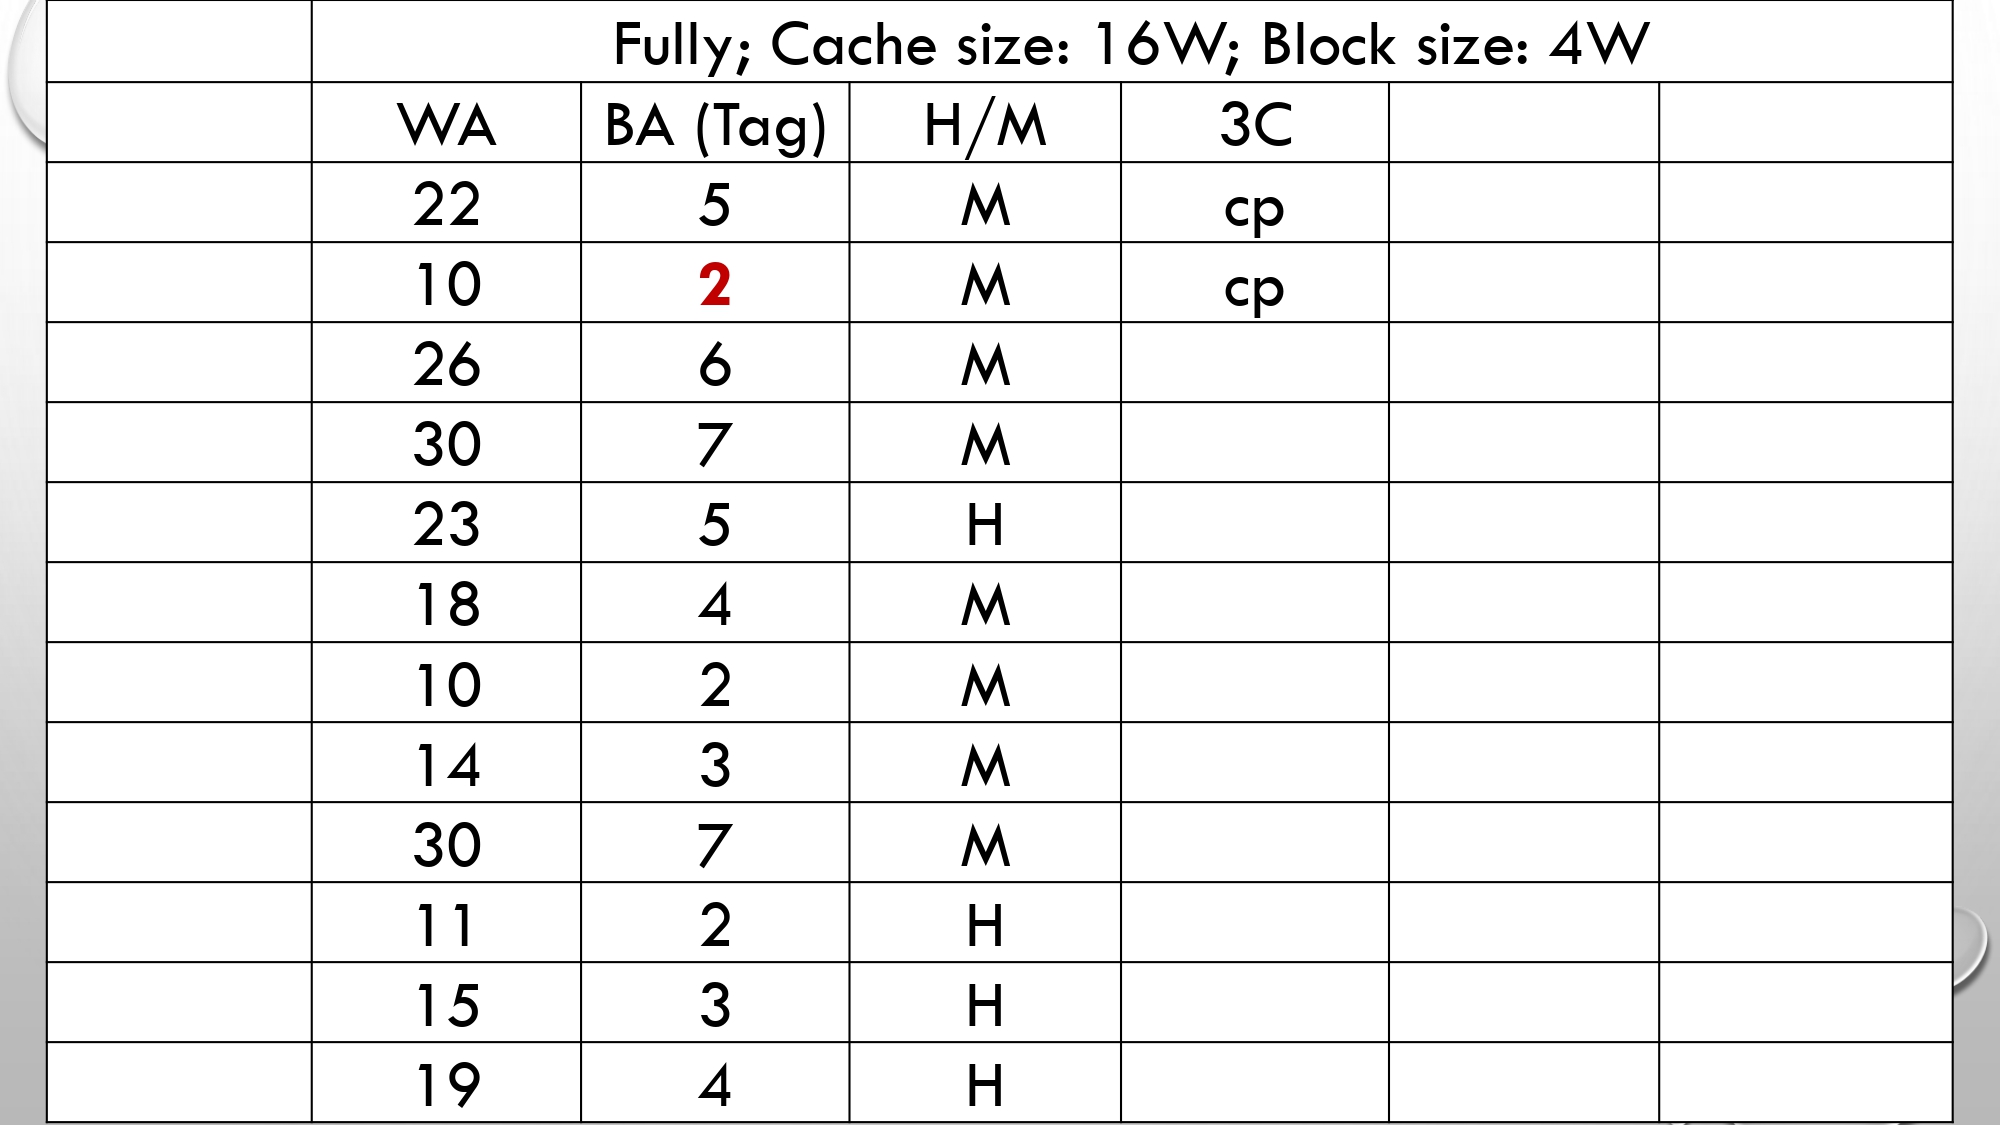 Fully; Cache size: 16W; Block size: 4W
WA BA (Tag) H/M 3C
22 5 M cp
10 2 M cp
26 6 M
30 7 M
23 5 H
18 4 M
10 2 M
14 3 M
30 7 M
11 2 H
15 3 H
19 4 H